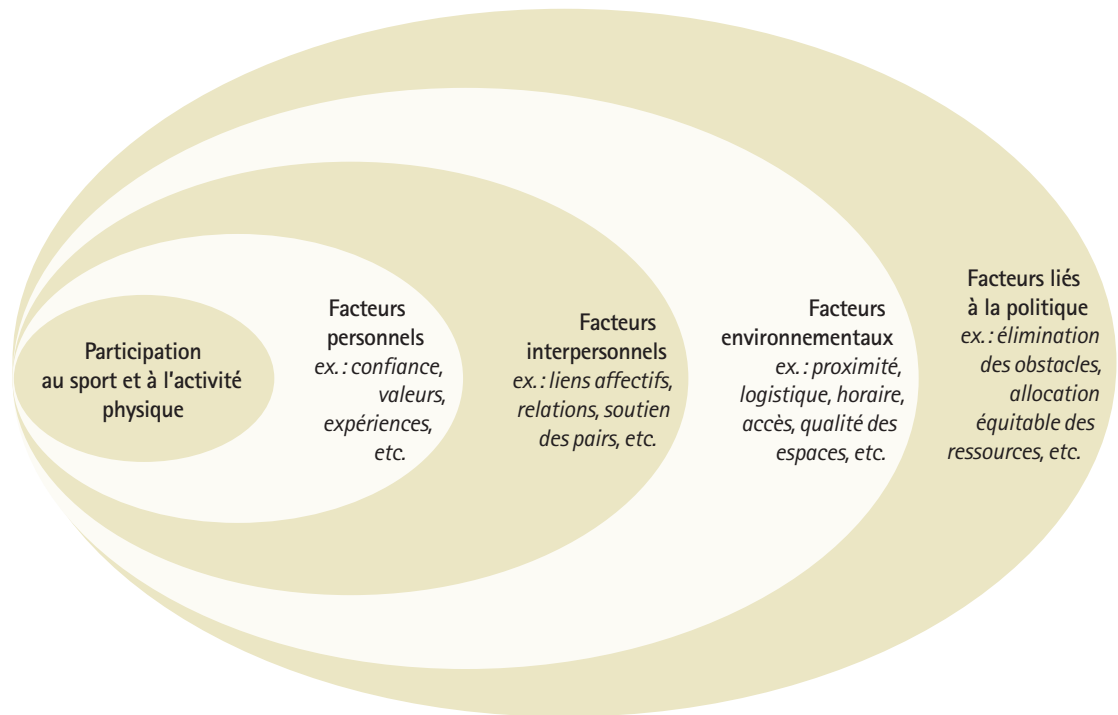 Participation
au sport et à l'activité
physique
Facteurs
personnels
ex. : confiance,
valeurs,
expériences,
etc.
Facteurs
interpersonnels
ex. : liens affectifs,
relations, soutien
des pairs, etc.
Facteurs
environnementaux
ex. : proximité,
logistique, horaire,
accès, qualité des
espaces, etc.
Facteurs liés
à la politique
ex. : élimination
des obstacles,
allocation
équitable des
ressources, etc.